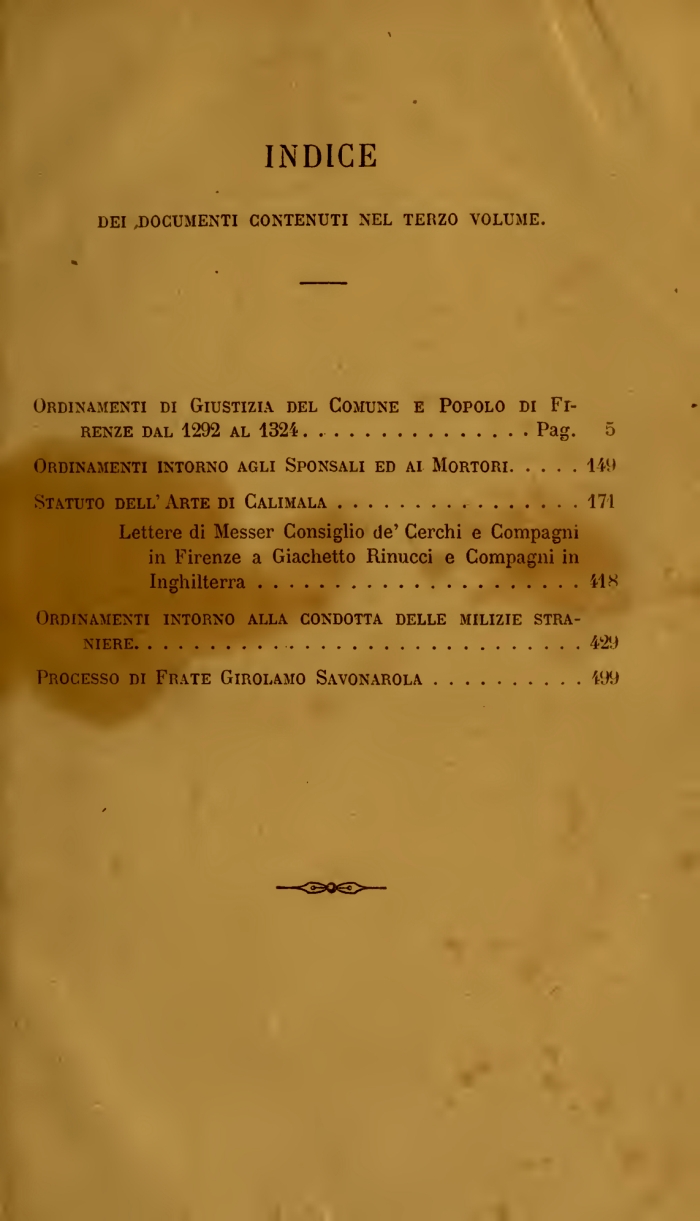 INDICE
DEI DOCUMENTI CONTENUTI NEL TERZO VOLUME.
ORDINAMENTI DI GIUSTIZIA DEL COMUNE E POPOLO DI FI-
RENZE DAL 1292 AL 1324. . . . . . . . . . . . . . . . Pag. 5
ORDINAMENTI INTORNO AGLI SPONSALI ED AI MORTORI. . . . . 149
STATUTO DELL' ARTE DI CALIMALA . . . . . . . . . . . . . . . . 171
Lettere di Messer Consiglio de' Cerchi e Compagni
in Firenze a Giachetto Rinucci e Compagni in
Inghilterra . . . . . . . . . . . . . . . . . . . . . 418
ORDINAMENTI INTORNO ALLA CONDOTTA DELLE MILIZIE STRA-
NIERE. . . . . . . . . . . . . . . . . . . . . . . . . . . . . 429
PROCESSO DI FRATE GIROLAMO SAVONAROLA . . . . . . . . . . 499